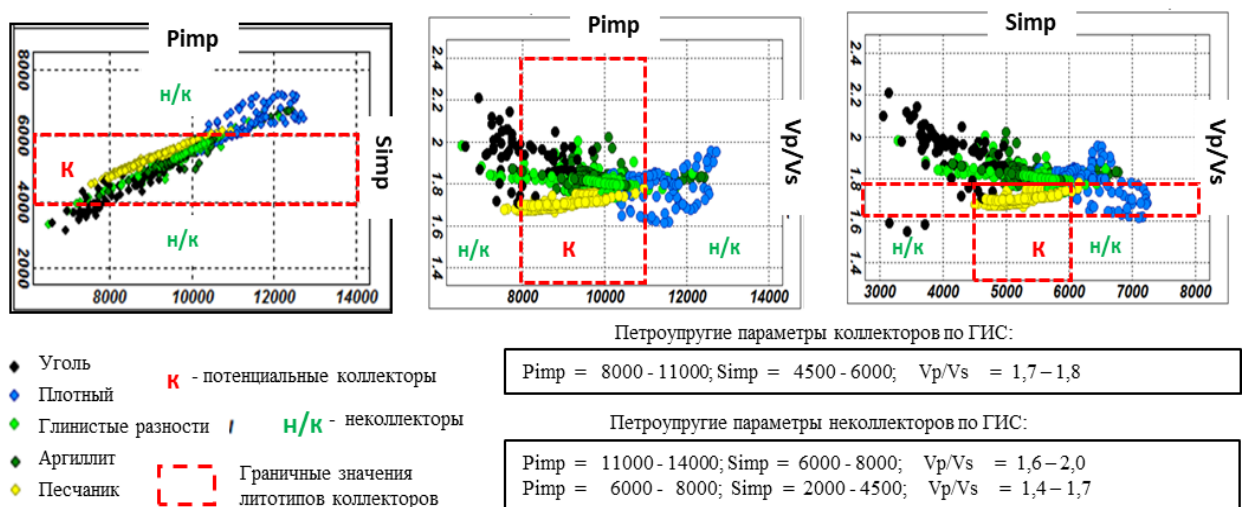 Pimp
8000
6000
4000
2000
8000
10000
12000
14000
Simp
н/к
К
н/к
Pimp
2.4
2.2
2
1.8
1.6
1.4
8000
10000
12000
14000
Vp/Vs
н/к
К
н/к
Simp
2.4
2.2
2
1.8
1.6
1.4
3000
4000
5000
6000
7000
8000
Vp/Vs
н/к
К
н/к
Уголь
Плотный
Глинистые разности
Аргиллит
Песчаник
К - потенциальные коллекторы
Н/К - неколлекторы
Граничные значения
литотипов коллекторов
Петроупругие параметры коллекторов по ГИС:
Pimp = 8000 - 11000; Simp = 4500 - 6000; Vp/Vs = 1,7 – 1,8
Петроупругие параметры неколлекторов по ГИС:
Pimp = 11000 - 14000; Simp = 6000 - 8000; Vp/Vs = 1,6 – 2,0
Pimp = 6000 - 8000; Simp = 2000 - 4500; Vp/Vs = 1,4 – 1,7